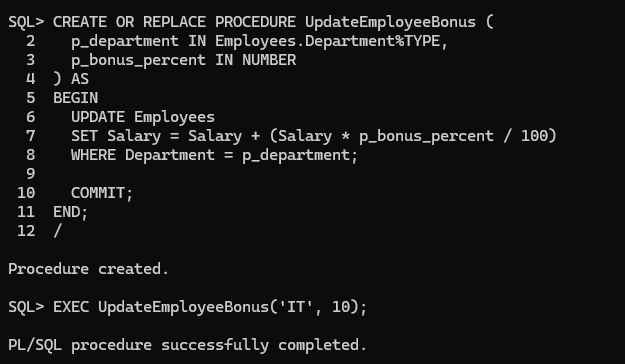 SQL> CREATE OR REPLACE PROCEDURE UpdateEmployeeBonus (
  2    p_department IN Employees.Department%TYPE,
  3    p_bonus_percent IN NUMBER
  4  ) AS
  5  BEGIN
  6    UPDATE Employees
  7    SET Salary = Salary + (Salary * p_bonus_percent / 100)
  8    WHERE Department = p_department;
  9
 10    COMMIT;
 11  END;
 12  /
Procedure created.
SQL> EXEC UpdateEmployeeBonus('IT', 10);
PL/SQL procedure successfully completed.